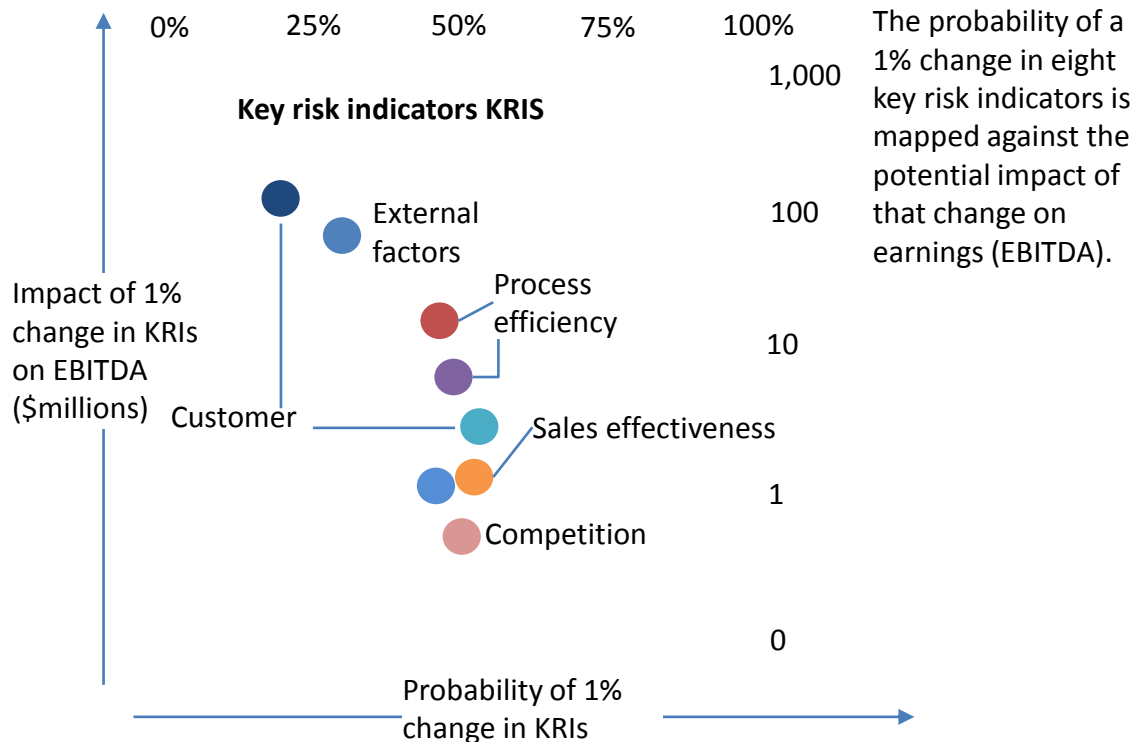 0% 25% 50% 75% 100%
1,000
Key risk indicators KRIS
100
External
factors
Process
efficiency
10
Impact of 1%
change in KRIs
on EBITDA
($millions)
Customer
Sales effectiveness
1
Competition
0
Probability of 1%
change in KRIs
The probability of a
1% change in eight
key risk indicators is
mapped against the
potential impact of
that change on
earnings (EBITDA).